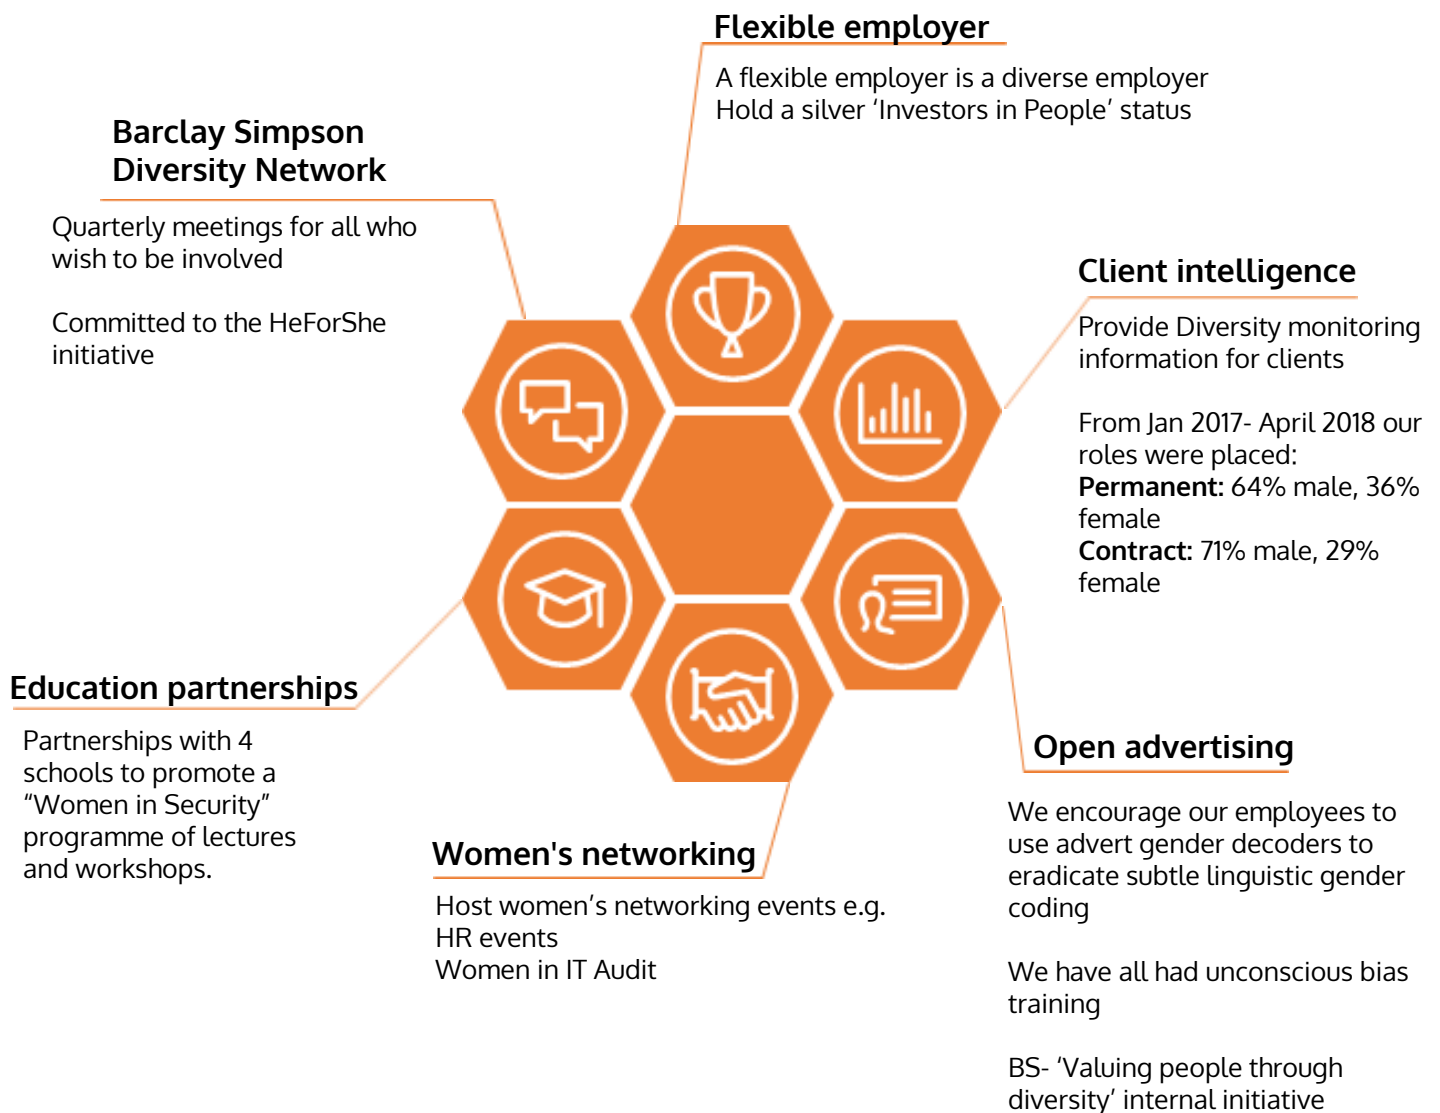 Flexible employer
A flexible employer is a diverse employer
Hold a silver ‘Investors in People’ status
Barclay Simpson
Diversity Network
Quarterly meetings for all who
wish to be involved
Committed to the HeForShe
initiative
Client intelligence
Provide Diversity monitoring
information for clients
From Jan 2017- April 2018 our
roles were placed:
Permanent: 64% male, 36%
female
Contract: 71% male, 29%
female
Education partnerships
Partnerships with 4
schools to promote a
“Women in Security”
programme of lectures
and workshops.
Women's networking
Host women’s networking events e.g.
HR events
Women in IT Audit
Open advertising
We encourage our employees to
use advert gender decoders to
eradicate subtle linguistic gender
coding
We have all had unconscious bias
training
BS- ‘Valuing people through
diversity’ internal initiative